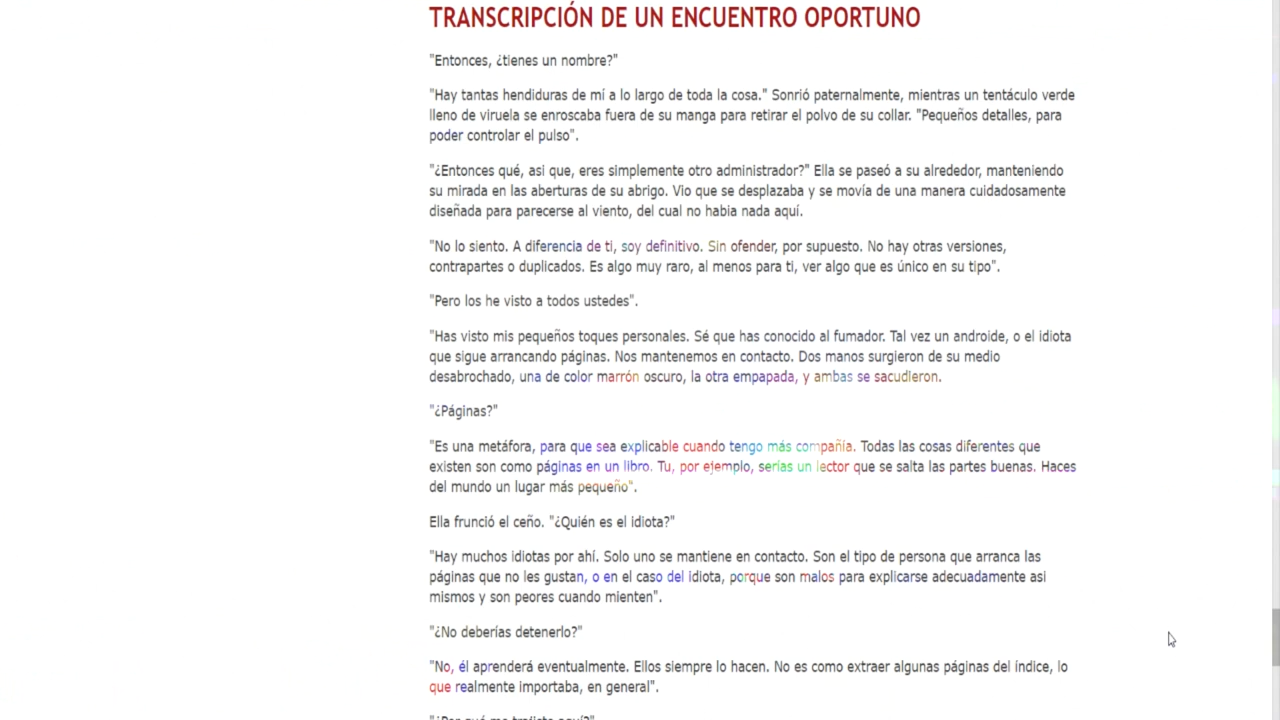 TRANSCRIPCIÓN DE UN ENCUENTRO OPORTUNO
"Entonces, ¿tienes un nombre?"
"Hay tantas hendiduras de mí a lo largo de toda la cosa." Sonrió paternalmente, mientras un tentáculo verde
lleno de viruela se enroscaba fuera de su manga para retirar el polvo de su collar. "Pequeños detalles, para
poder controlar el pulso".
"¿Entonces qué, asi que, eres simplemente otro administrador?" Ella se paseó a su alrededor, manteniendo
su mirada en las aberturas de su abrigo. Vio que se desplazaba y se movía de una manera cuidadosamente
diseñada para parecerse al viento, del cual no habia nada aquí.
"No lo siento. A diferencia de ti, soy definitivo. Sin ofender, por supuesto. No hay otras versiones,
contrapartes o duplicados. Es algo muy raro, al menos para ti, ver algo que es único en su tipo".
"Pero los he visto a todos ustedes".
"Has visto mis pequeños toques personales. Sé que has conocido al fumador. Tal vez un androide, o el idiota
que sigue arrancando páginas. Nos mantenemos en contacto. Dos manos surgieron de su medio
desabrochado, una de color marrón oscuro, la otra empapada, y ambas se sacudieron.
"¿Páginas?"
"Es una metáfora, para que sea explicable cuando tengo más compañía. Todas las cosas diferentes que
existen son como páginas en un libro. Tu, por ejemplo, serías un lector que se salta las partes buenas. Haces
del mundo un lugar más pequeño".
Ella frunció el ceño. "¿Quién es el idiota?"
"Hay muchos idiotas por ahí. Solo uno se mantiene en contacto. Son el tipo de persona que arranca las
páginas que no les gustan, o en el caso del idiota, porque son malos para explicarse adecuadamente asi
mismos y son peores cuando mienten".
"¿No deberías detenerlo?"
"No, él aprenderá eventualmente. Ellos siempre lo hacen. No es como extraer algunas páginas del índice, lo
que realmente importaba, en general".
"¿Por qué me trajiste aquí?"